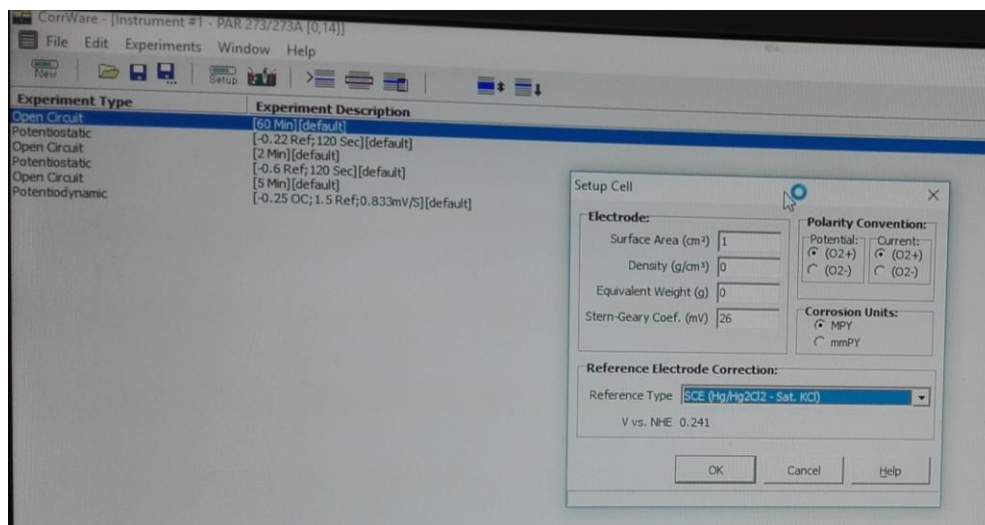 CorrWare - [Instrument #1 - PAR 273/273A [0,14]]
File Edit Experiments Window Help
New Setup
Experiment Type Experiment Description
Open Circuit [60 Min][default]
Potentiostatic [-0.22 Ref;120 Sec][default]
Open Circuit [2 Min][default]
Potentiostatic [-0.6 Ref;120 Sec][default]
Open Circuit [5 Min][default]
Potentiodynamic [-0.25 OC;1.5 Ref;0.833mV/S][default]
Setup Cell
Electrode:
Surface Area (cm²) 1
Density (g/cm³) 0
Equivalent Weight (g) 0
Stern-Geary Coef. (mV) 26
Polarity Convention:
Potential: Current:
(O2+) (O2+)
(O2-) (O2-)
Corrosion Units:
MPY
mmPY
Reference Electrode Correction:
Reference Type SCE (Hg/Hg2Cl2 - Sat. KCl)
V vs. NHE 0.241
OK Cancel Help